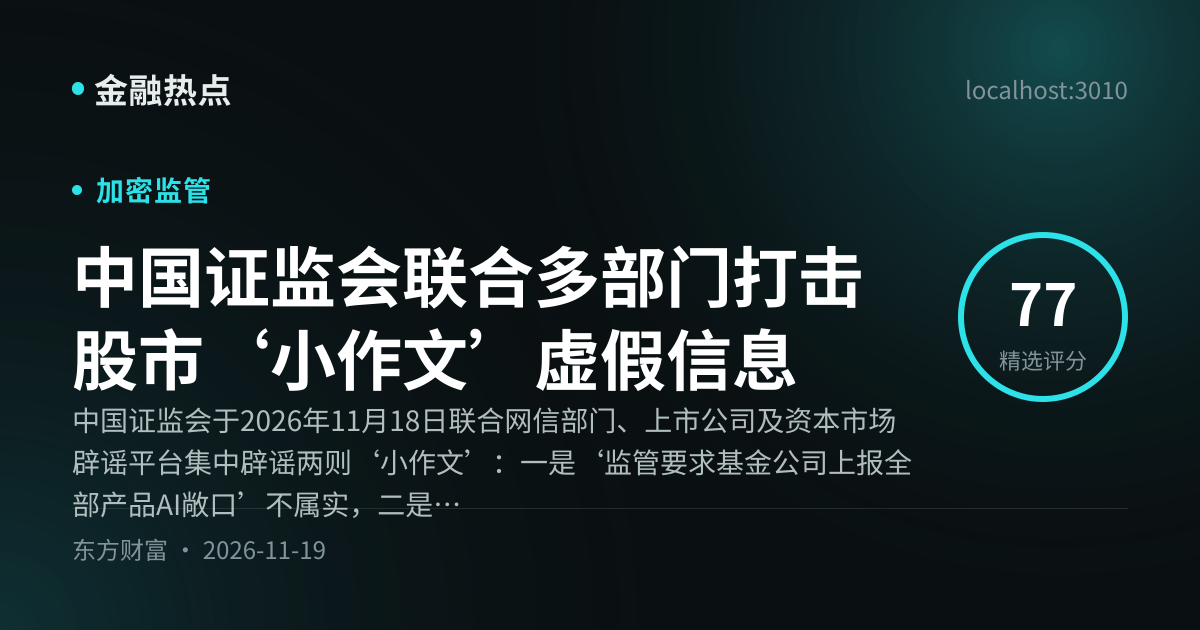 金融热点
localhost:3010
加密监管
中国证监会联合多部门打击
股市‘小作文’虚假信息
77
精选评分
中国证监会于2026年11月18日联合网信部门、上市公司及资本市场
辟谣平台集中辟谣两则‘小作文’：一是‘监管要求基金公司上报全
部产品AI敞口’不属实，二是…
东方财富 · 2026-11-19